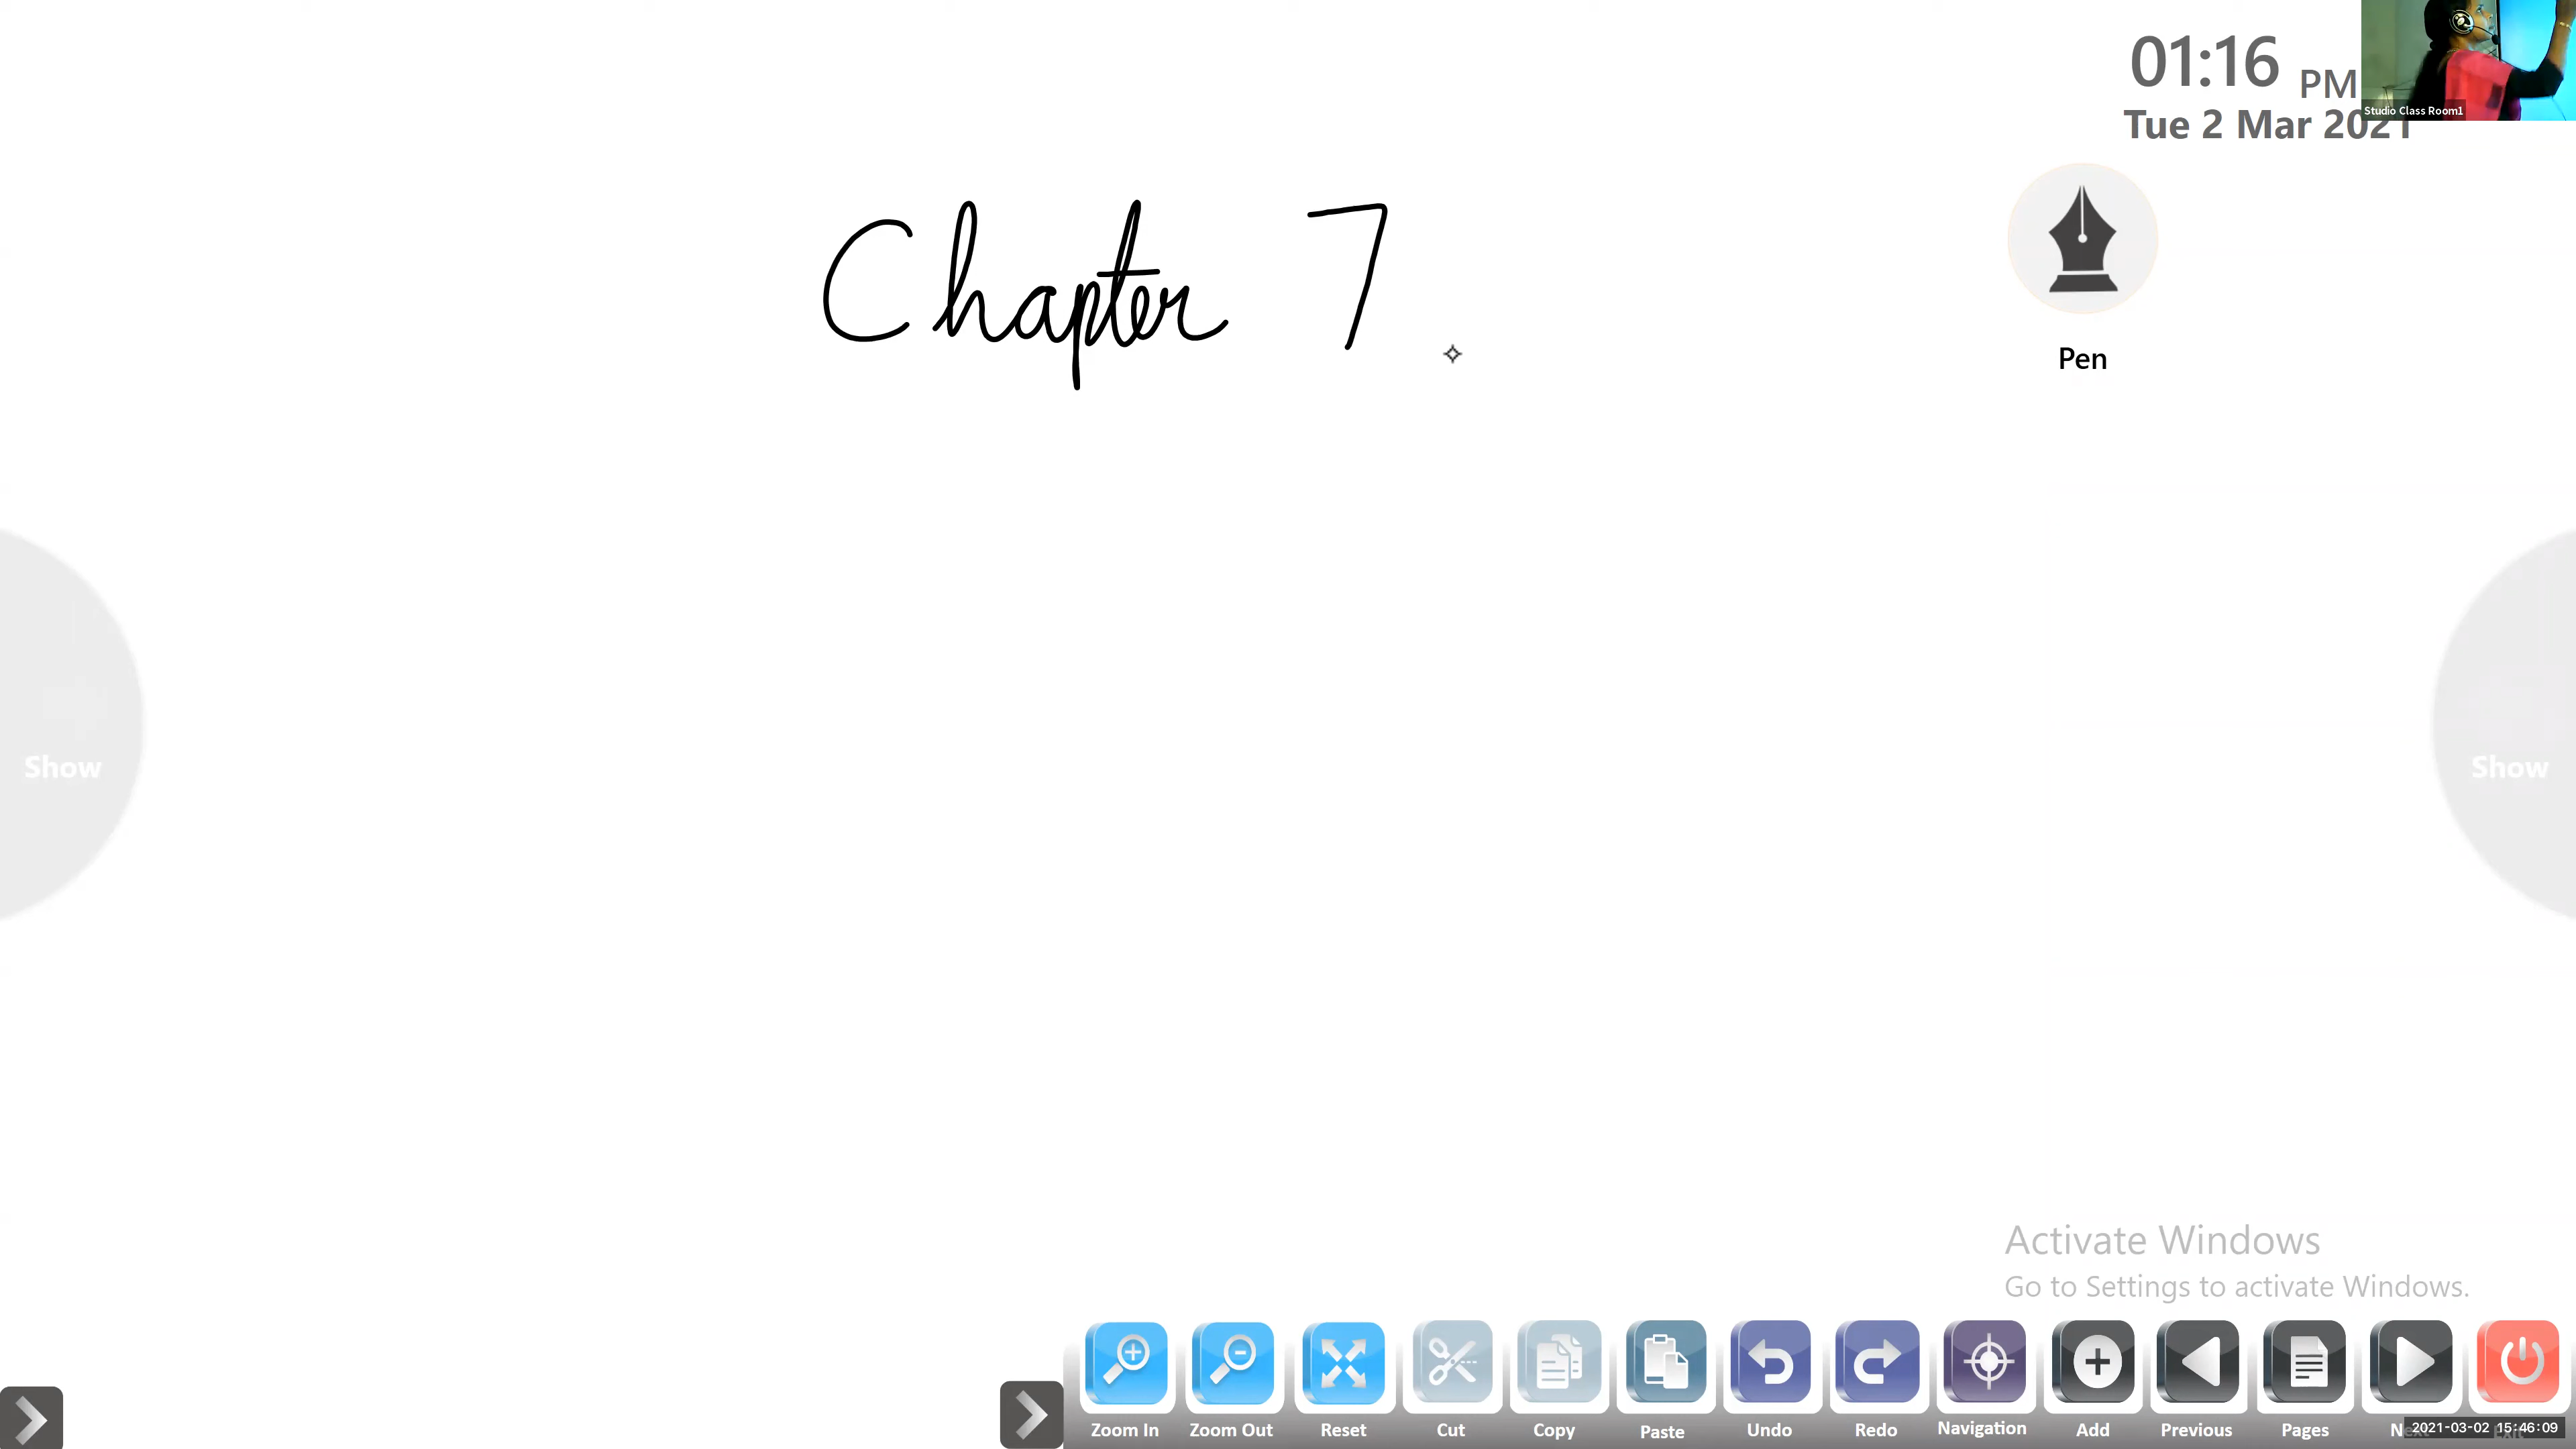 01:16 PM
Studio Class Room1
Tue 2 Mar 2021
Chapter 7
Pen
Show
Show
Activate Windows
Go to Settings to activate Windows.
Zoom In Zoom Out Reset Cut Copy Paste Undo Redo Navigation Add Previous Pages
2021-03-02 15:46:09